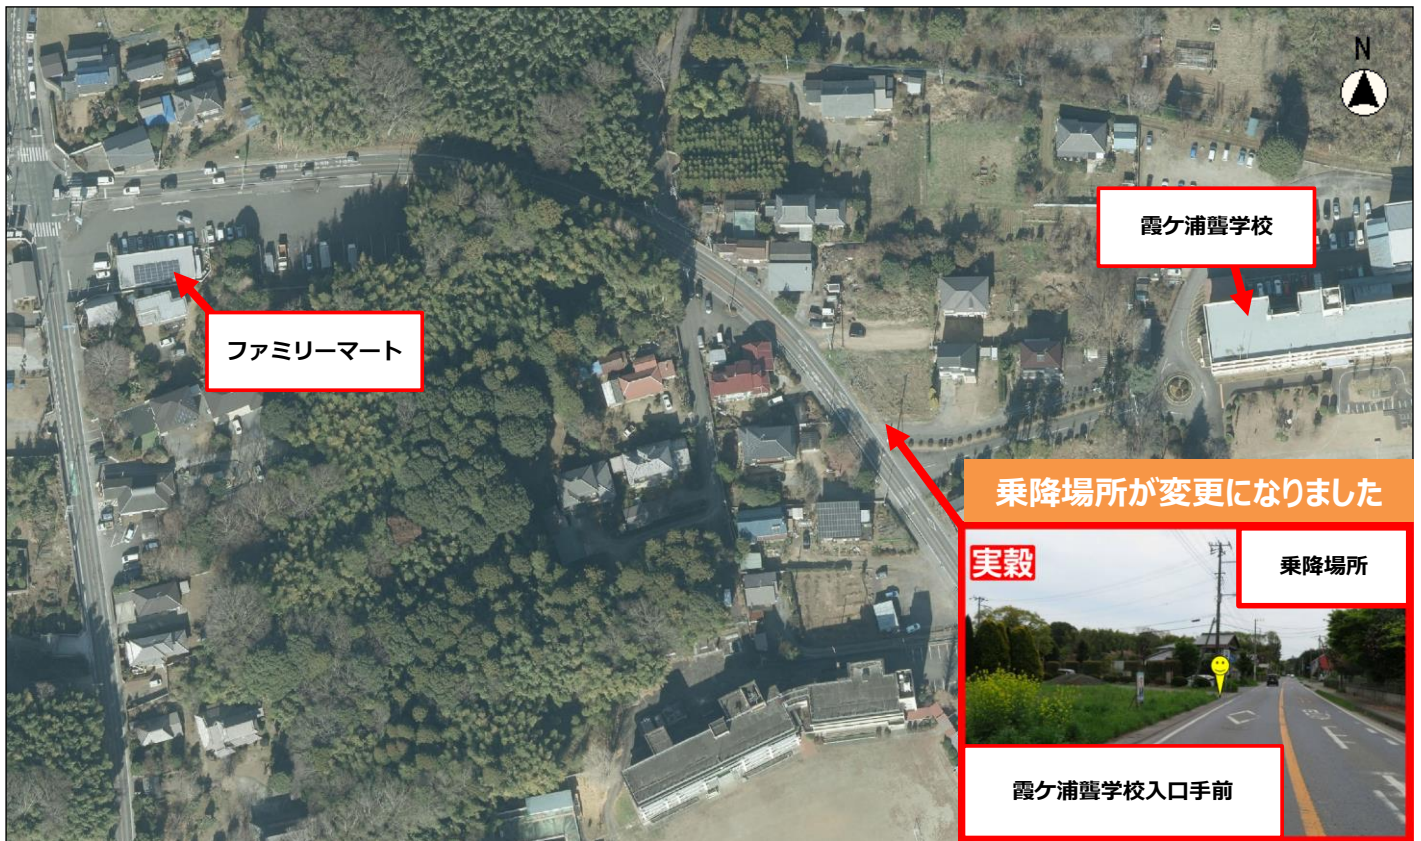 N
霞ケ浦聾学校
ファミリーマート
乗降場所が変更になりました
実穀
乗降場所
霞ケ浦聾学校入口手前